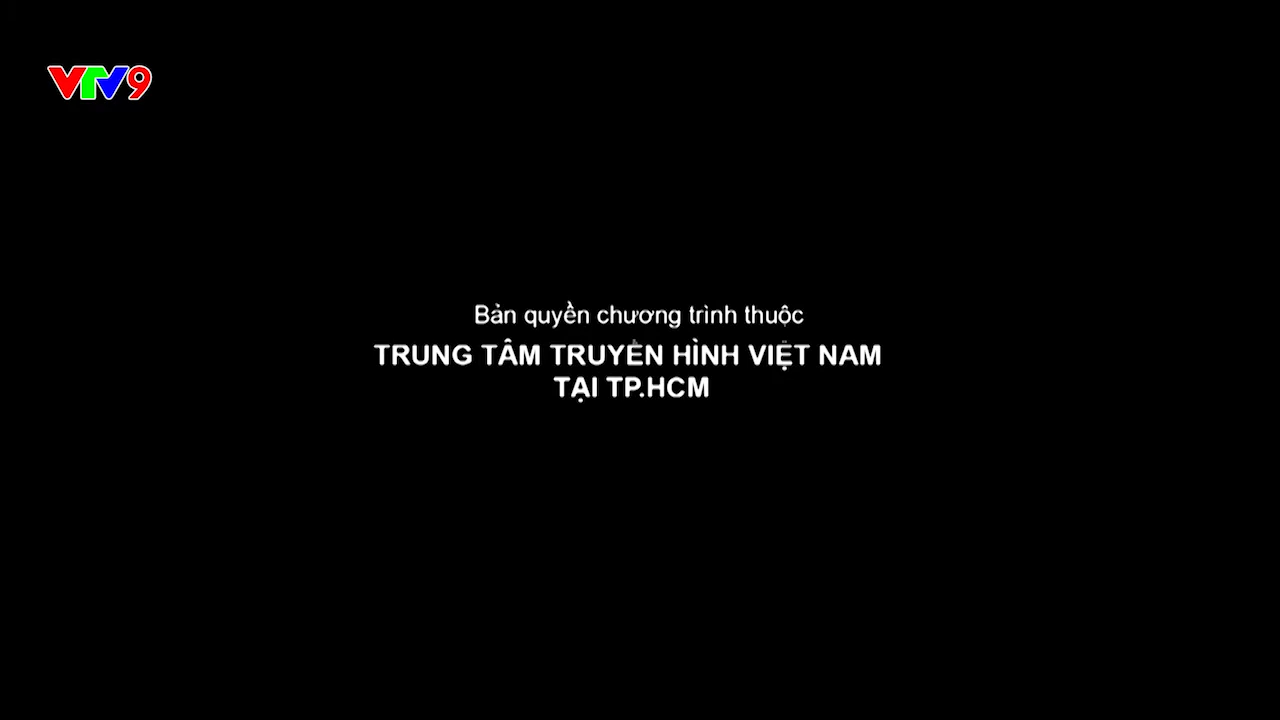 VTV9
Bản quyền chương trình thuộc
TRUNG TÂM TRUYỀN HÌNH VIỆT NAM
TẠI TP.HCM